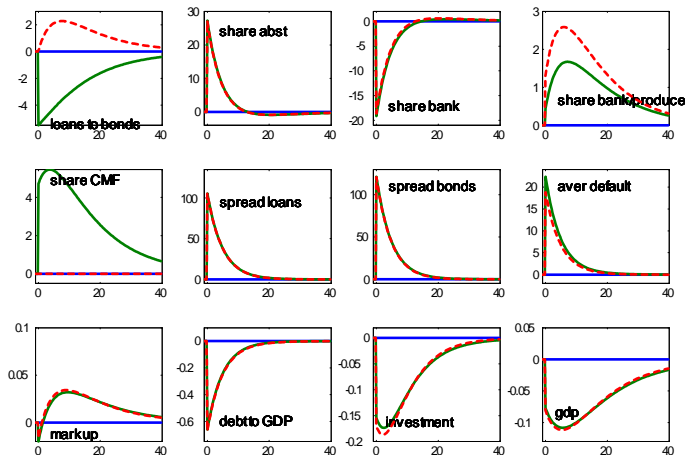 2
0
-2
-4
loans to bonds
0 20 40
30
share abst
20
10
0
0 20 40
0
-5
-10
-15
share bank
-20
0 20 40
3
2
1
share bank/produce
0
0 20 40
share CMF
4
2
0
0 20 40
spread loans
100
50
0
0 20 40
spread bonds
100
50
0
0 20 40
aver default
20
15
10
5
0
0 20 40
0.1
0.05
0
markup
0 20 40
0
-0.2
-0.4
-0.6
debt to GDP
0 20 40
0
-0.05
-0.1
-0.15
investment
-0.2
0 20 40
0.05
0
-0.05
gdp
-0.1
0 20 40